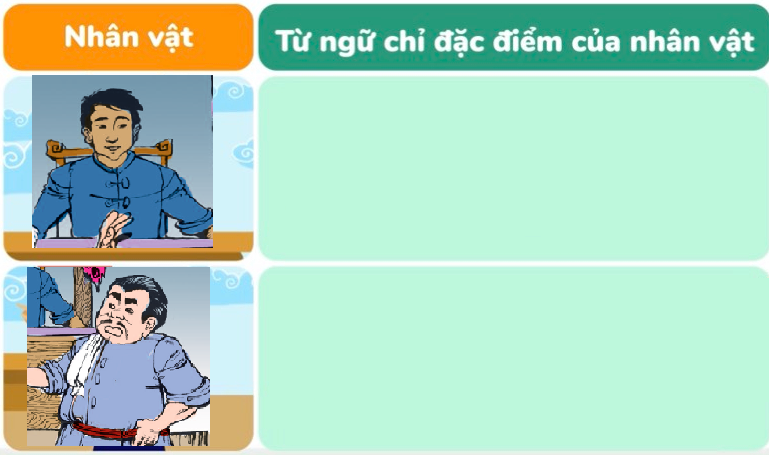 Nhân vật
Từ ngữ chỉ đặc điểm của nhân vật